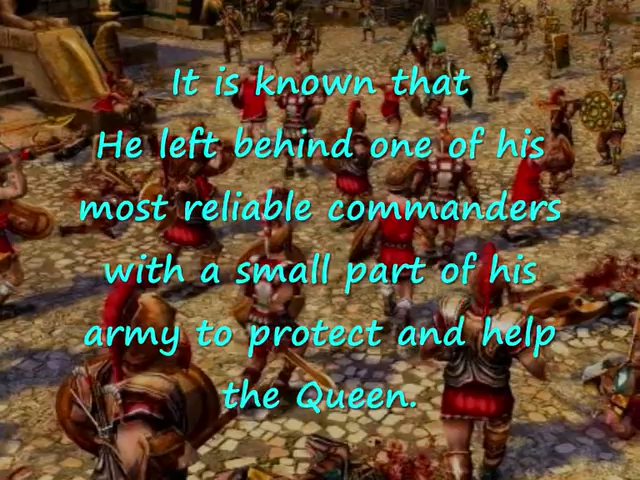 It is known that
He left behind one of his
most reliable commanders
with a small part of his
army to protect and help
the Queen.